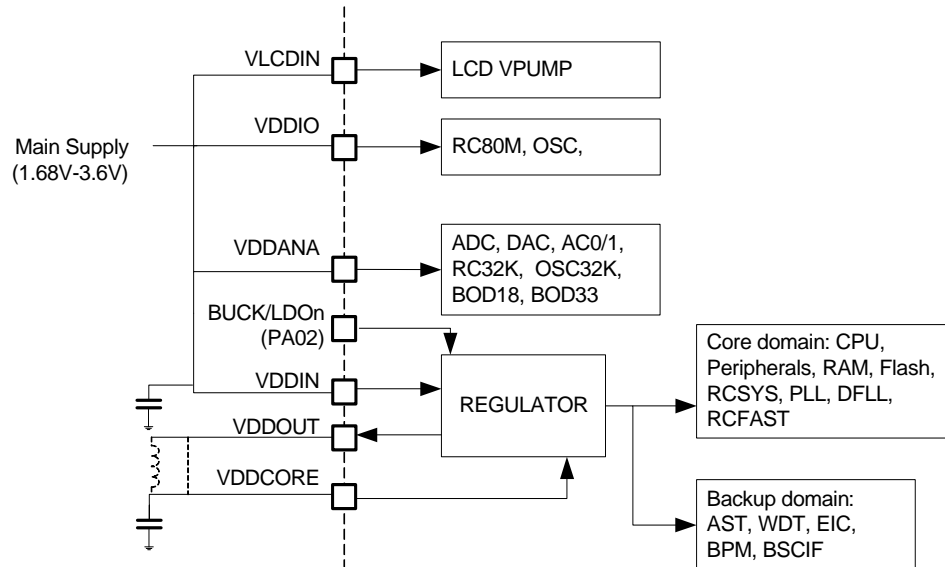 VLCDIN
LCD VPUMP
VDDIO
Main Supply
(1.68V-3.6V)
RC80M, OSC,
VDDANA
ADC, DAC, AC0/1,
RC32K,  OSC32K,
BOD18, BOD33
BUCK/LDOn
(PA02)
VDDIN
REGULATOR
Core domain: CPU,
Peripherals, RAM, Flash,
RCSYS, PLL, DFLL,
RCFAST
VDDOUT
VDDCORE
Backup domain:
AST, WDT, EIC,
BPM, BSCIF